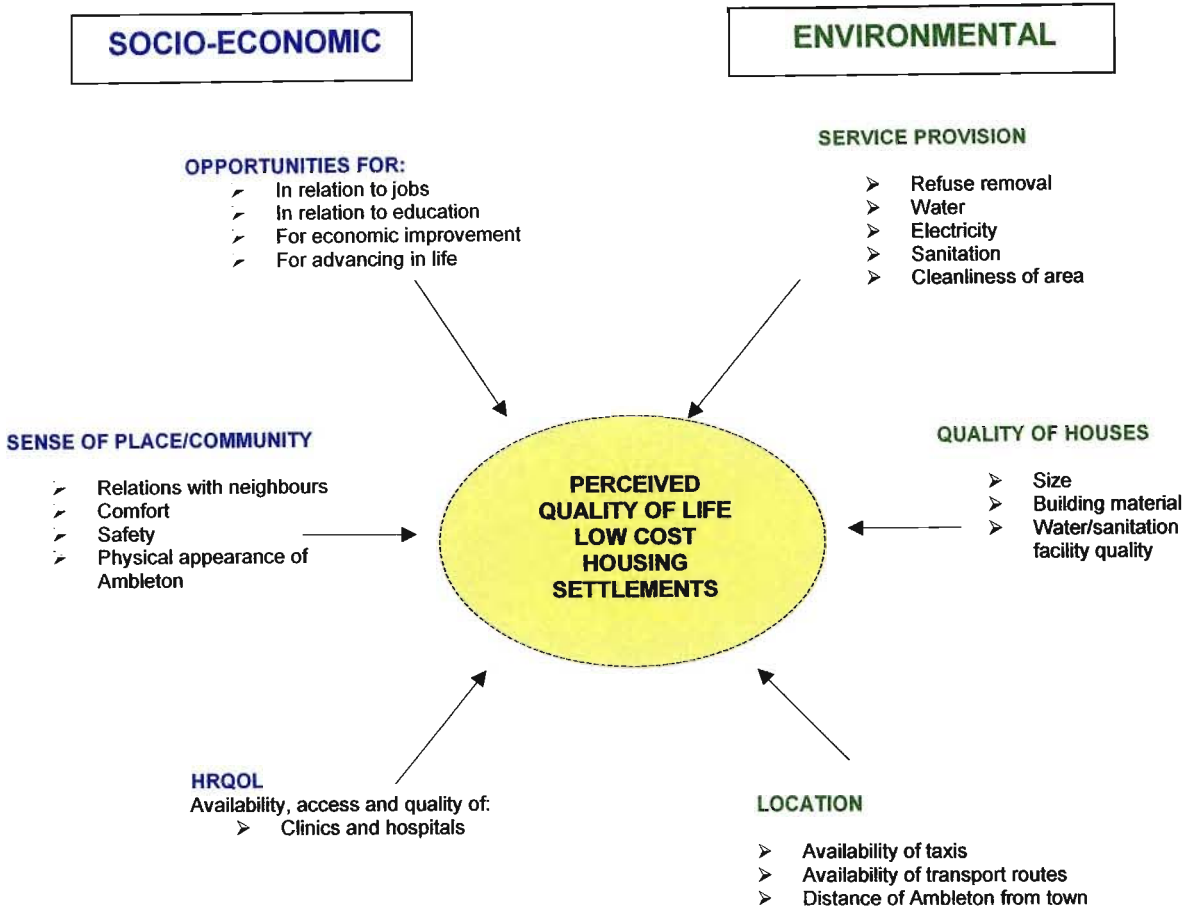 SOCIO-ECONOMIC
ENVIRONMENTAL
OPPORTUNITIES FOR:
➢ In relation to jobs
➢ In relation to education
➢ For economic improvement
➢ For advancing in life
SERVICE PROVISION
➢ Refuse removal
➢ Water
➢ Electricity
➢ Sanitation
➢ Cleanliness of area
SENSE OF PLACE/COMMUNITY
➢ Relations with neighbours
➢ Comfort
➢ Safety
➢ Physical appearance of
Ambleton
PERCEIVED
QUALITY OF LIFE
LOW COST
HOUSING
SETTLEMENTS
QUALITY OF HOUSES
➢ Size
➢ Building material
➢ Water/sanitation
facility quality
HRQOL
Availability, access and quality of:
➢ Clinics and hospitals
LOCATION
➢ Availability of taxis
➢ Availability of transport routes
➢ Distance of Ambleton from town